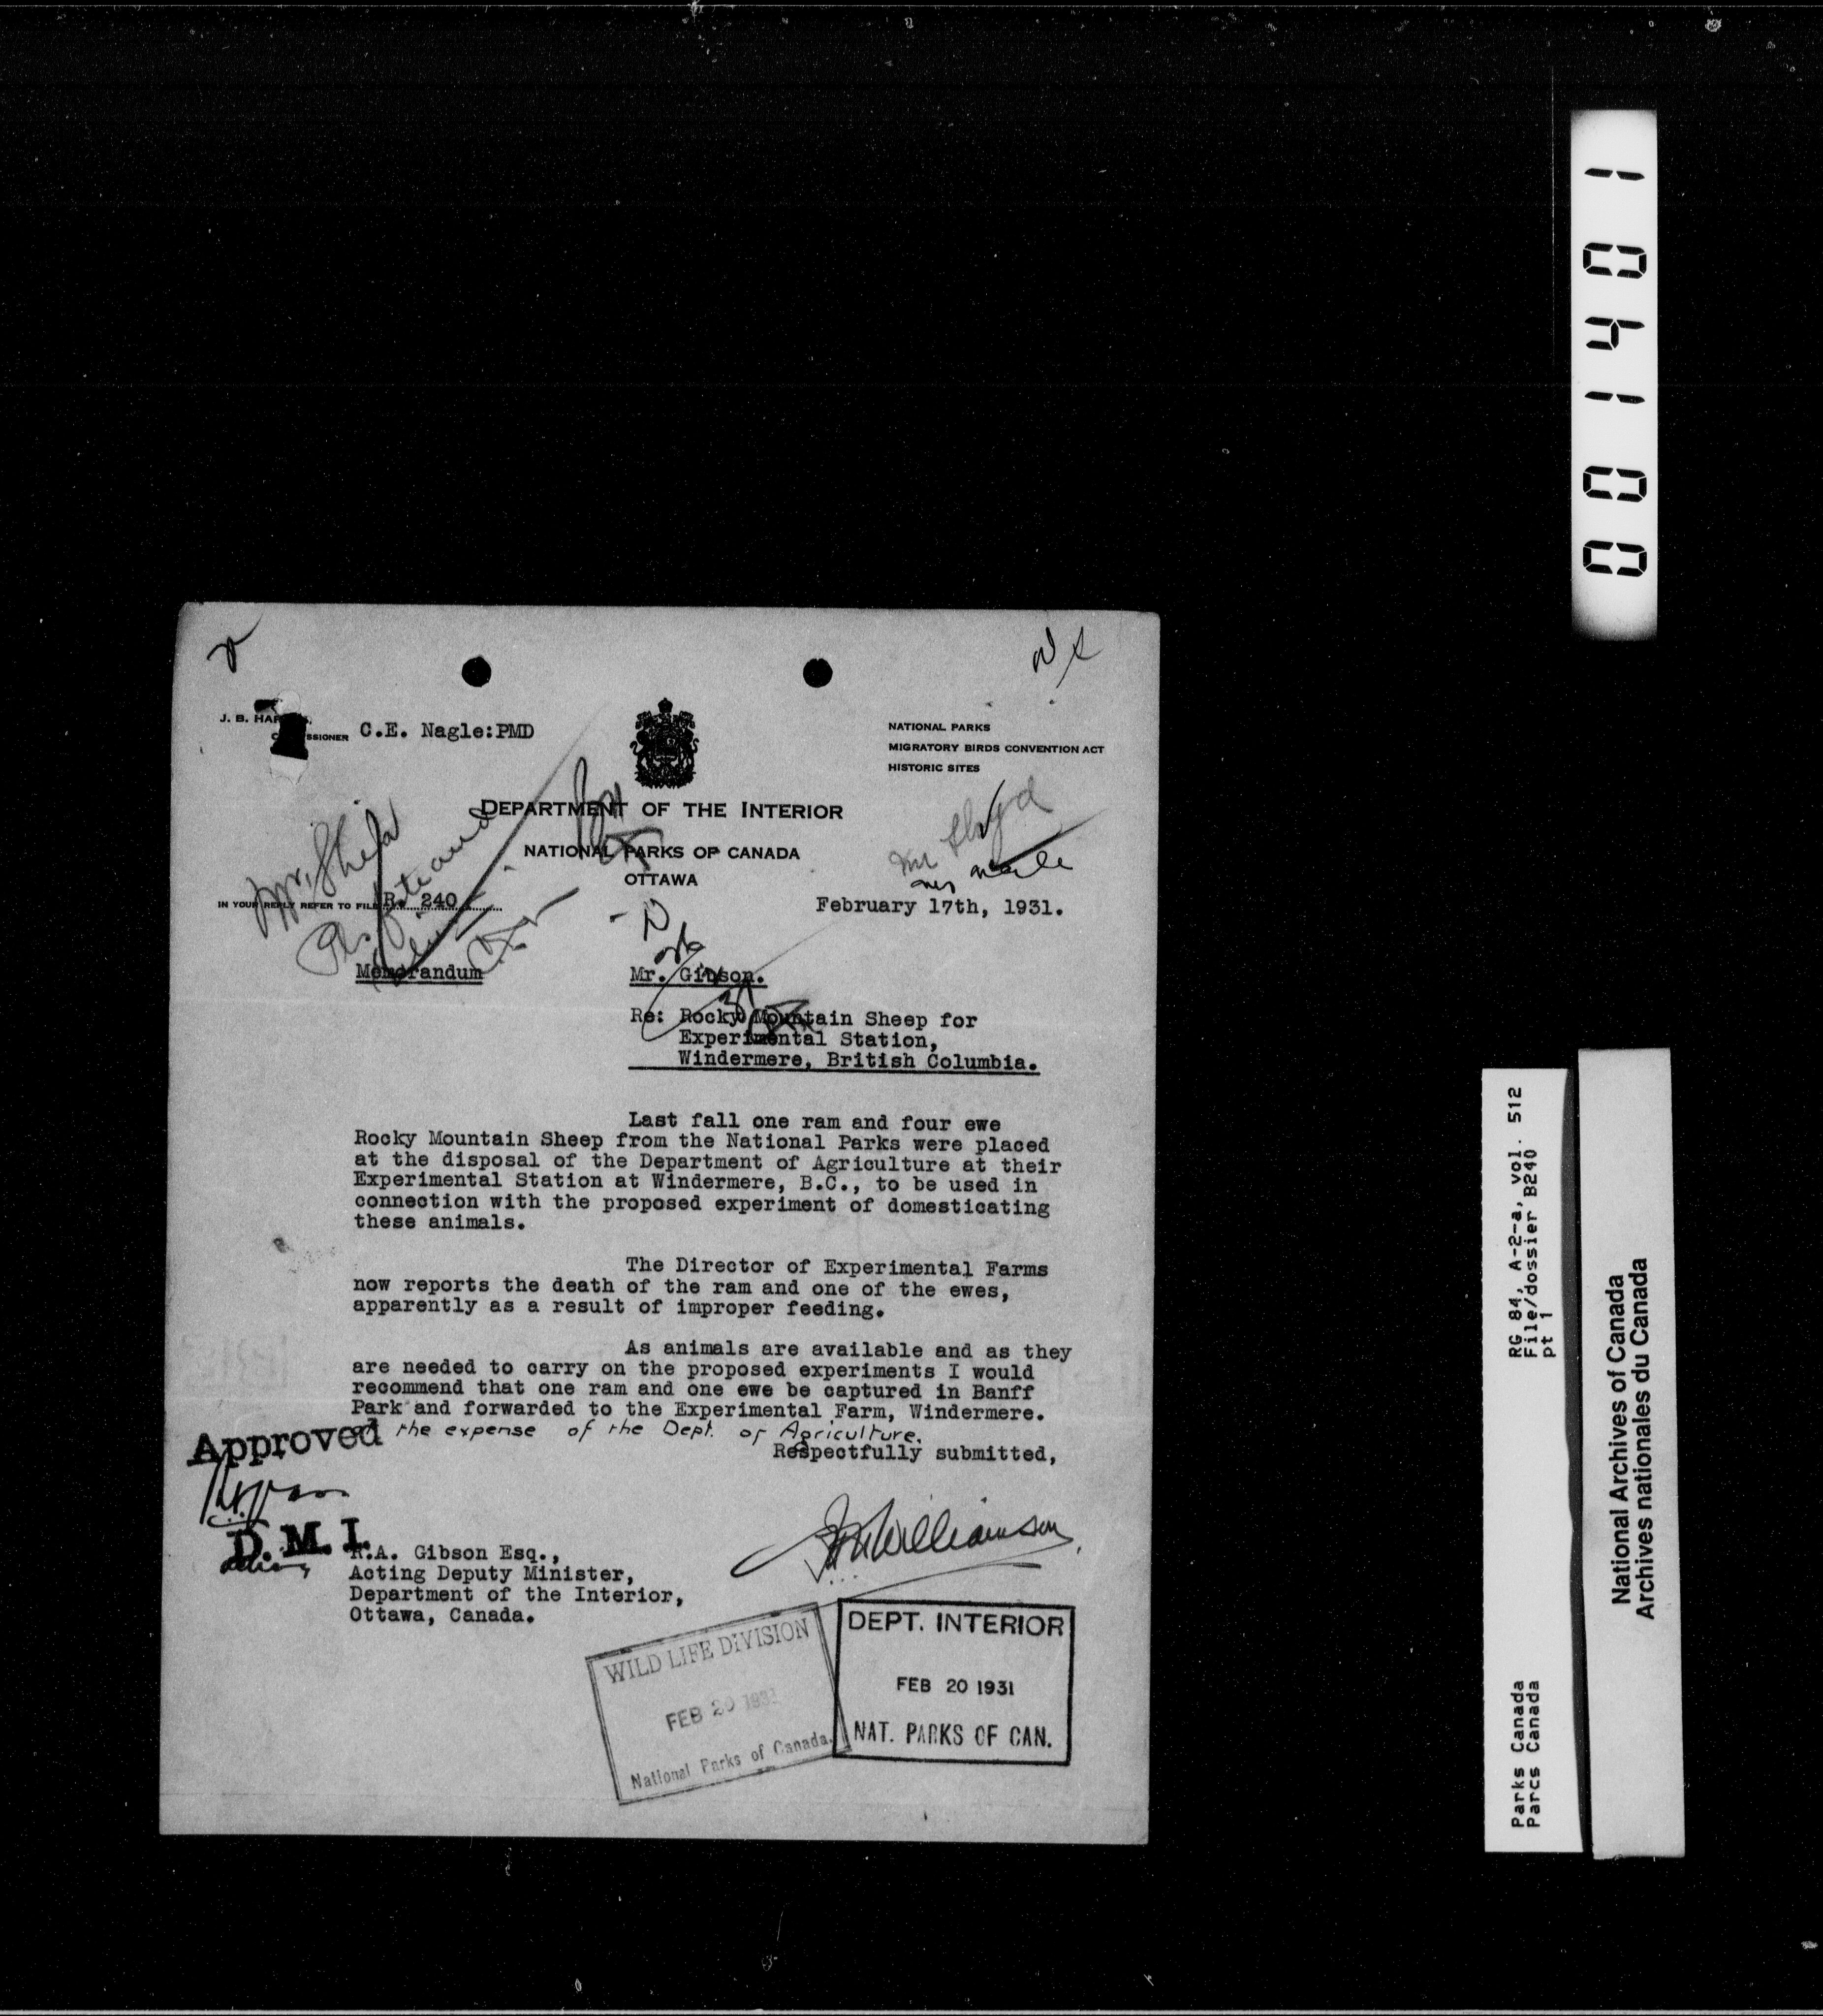 J. B. HAR
SSIONER
C.E. Nagle:PMD
NATIONAL PARKS
MIGRATORY BIRDS CONVENTION ACT
HISTORIC SITES
DEPARTMENT OF THE INTERIOR
NATIONAL PARKS OF CANADA
OTTAWA
Mr Lloyd
IN YOUR REPLY REFER TO FILE R. 240
February 17th, 1931.
Memorandum
Mr. Gibson.
Re: Rocky Mountain Sheep for
Experimental Station,
Windermere, British Columbia.
Last fall one ram and four ewe
Rocky Mountain Sheep from the National Parks were placed
at the disposal of the Department of Agriculture at their
Experimental Station at Windermere, B.C., to be used in
connection with the proposed experiment of domesticating
these animals.
The Director of Experimental Farms
now reports the death of the ram and one of the ewes,
apparently as a result of improper feeding.
As animals are available and as they
are needed to carry on the proposed experiments I would
recommend that one ram and one ewe be captured in Banff
Park and forwarded to the Experimental Farm, Windermere.
at the expense of the Dept. of Agriculture.
Approved
Respectfully submitted,
D.M.I.
Acting
JWilliamson
R.A. Gibson Esq.,
Acting Deputy Minister,
Department of the Interior,
Ottawa, Canada.
WILD LIFE DIVISION
FEB 20 1931
National Parks of Canada.
DEPT. INTERIOR
FEB 20 1931
NAT. PARKS OF CAN.
001401
RG 84, A-2-a, vol. 512
File/dossier B240
pt 1
Parks Canada
Parcs Canada
National Archives of Canada
Archives nationales du Canada